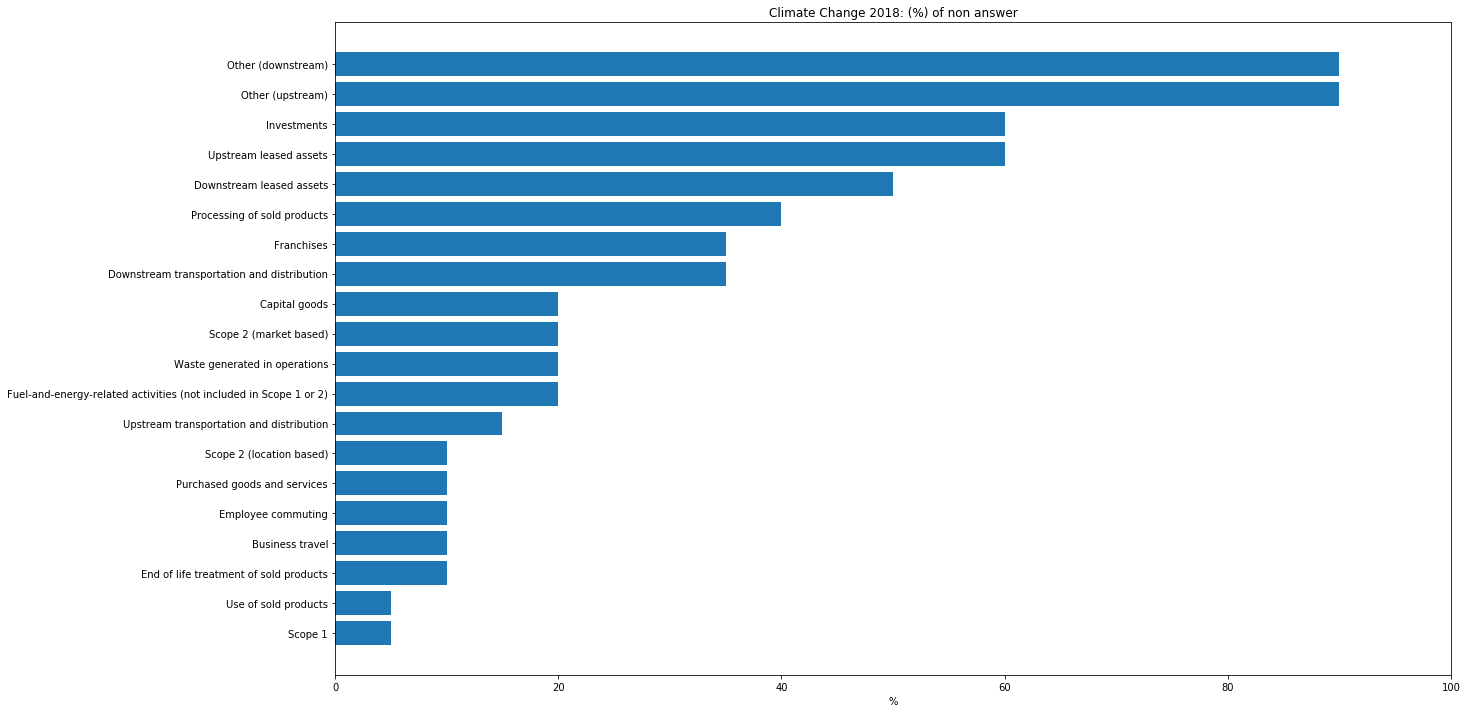 Climate Change 2018: (%) of non answer
Other (downstream)
Other (upstream)
Investments
Upstream leased assets
Downstream leased assets
Processing of sold products
Franchises
Downstream transportation and distribution
Capital goods
Scope 2 (market based)
Waste generated in operations
Fuel-and-energy-related activities (not included in Scope 1 or 2)
Upstream transportation and distribution
Scope 2 (location based)
Purchased goods and services
Employee commuting
Business travel
End of life treatment of sold products
Use of sold products
Scope 1
0 20 40 60 80 100
%